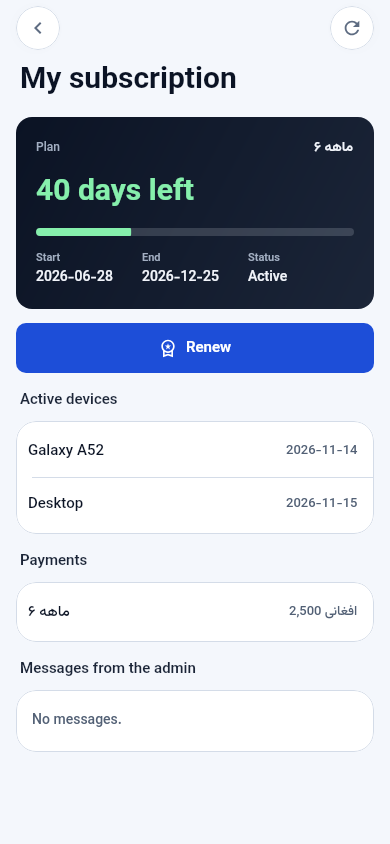 My subscription
Plan
۶ ماهه
40 days left
Start
End
Status
2026-06-28
2026-12-25
Active
Renew
Active devices
Galaxy A52
2026-11-14
Desktop
2026-11-15
Payments
۶ ماهه
2,500 افغانی
Messages from the admin
No messages.